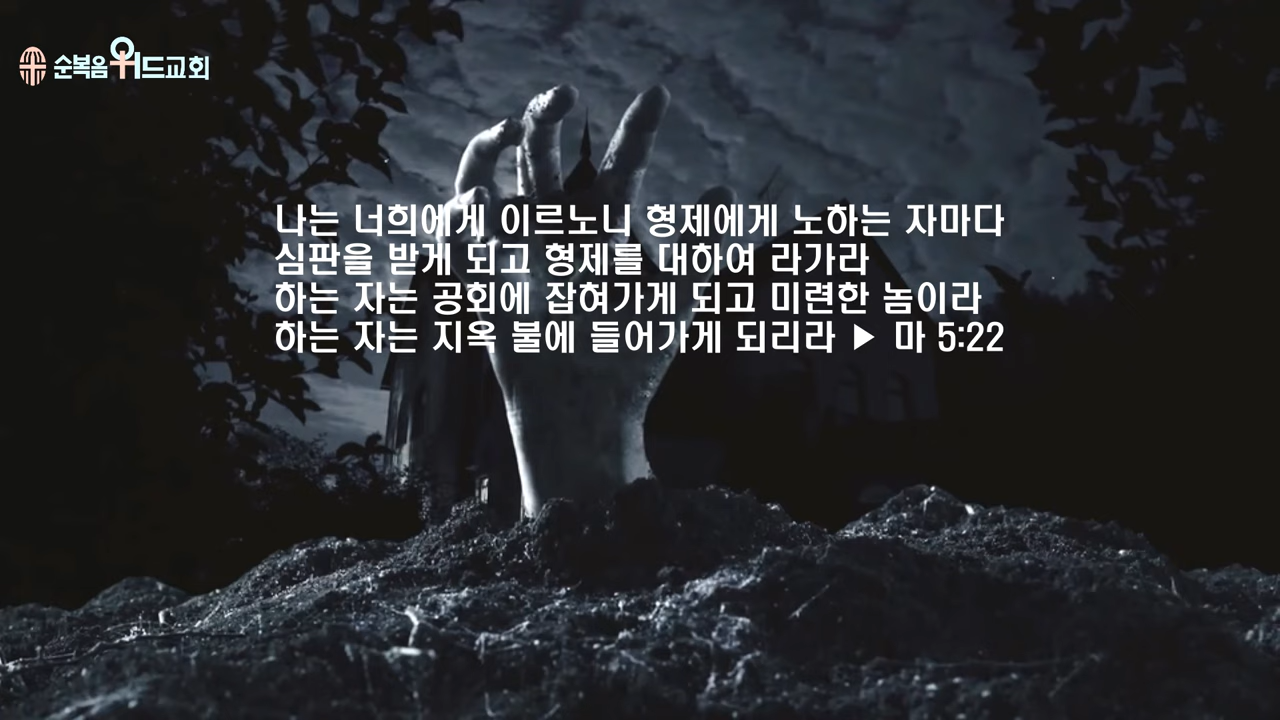 순복음워드교회
나는 너희에게 이르노니 형제에게 노하는 자마다
심판을 받게 되고 형제를 대하여 라가라
하는 자는 공회에 잡혀가게 되고 미련한 놈이라
하는 자는 지옥 불에 들어가게 되리라 ▶ 마 5:22